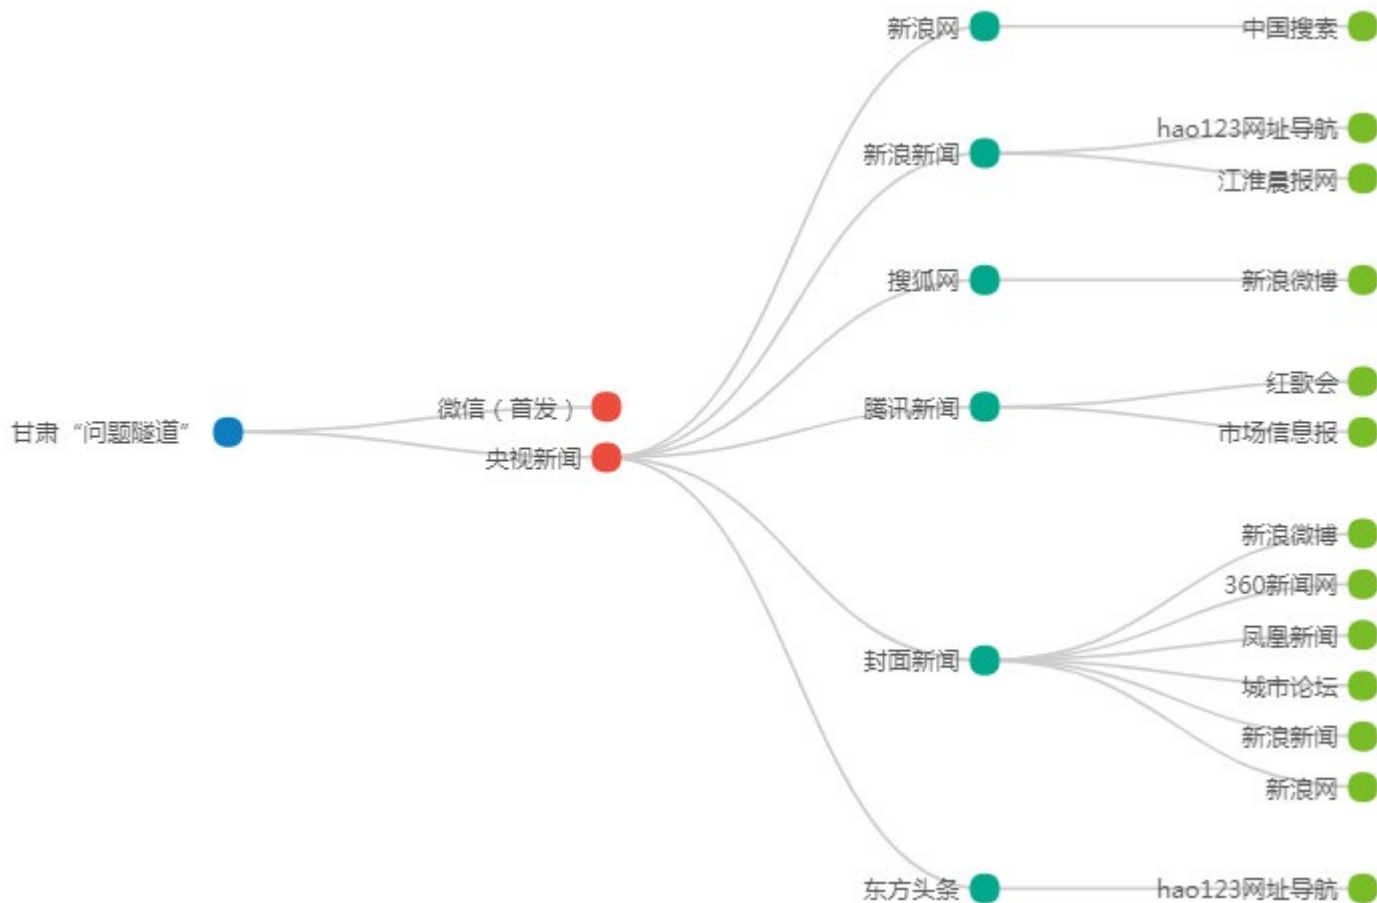 新浪网
中国搜索
hao123网址导航
新浪新闻
江淮晨报网
搜狐网
新浪微博
红歌会
微信（首发）
腾讯新闻
甘肃“问题隧道”
市场信息报
央视新闻
新浪微博
360新闻网
凤凰新闻
封面新闻
城市论坛
新浪新闻
新浪网
东方头条
hao123网址导航